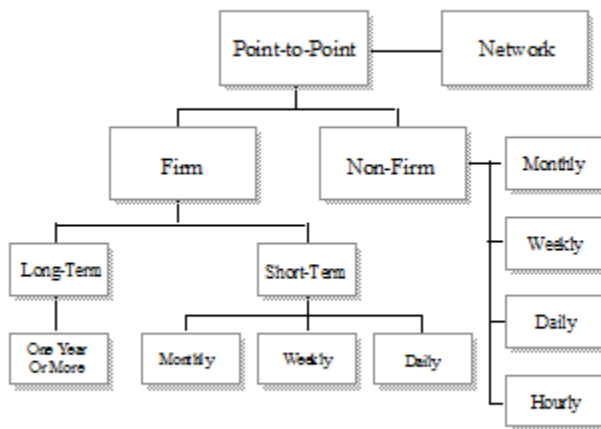 Point-to-Point
Network
Firm
Non-Firm
Monthly
Weekly
Daily
Hourly
Long-Term
Short-Term
One Year
Or More
Monthly
Weekly
Daily